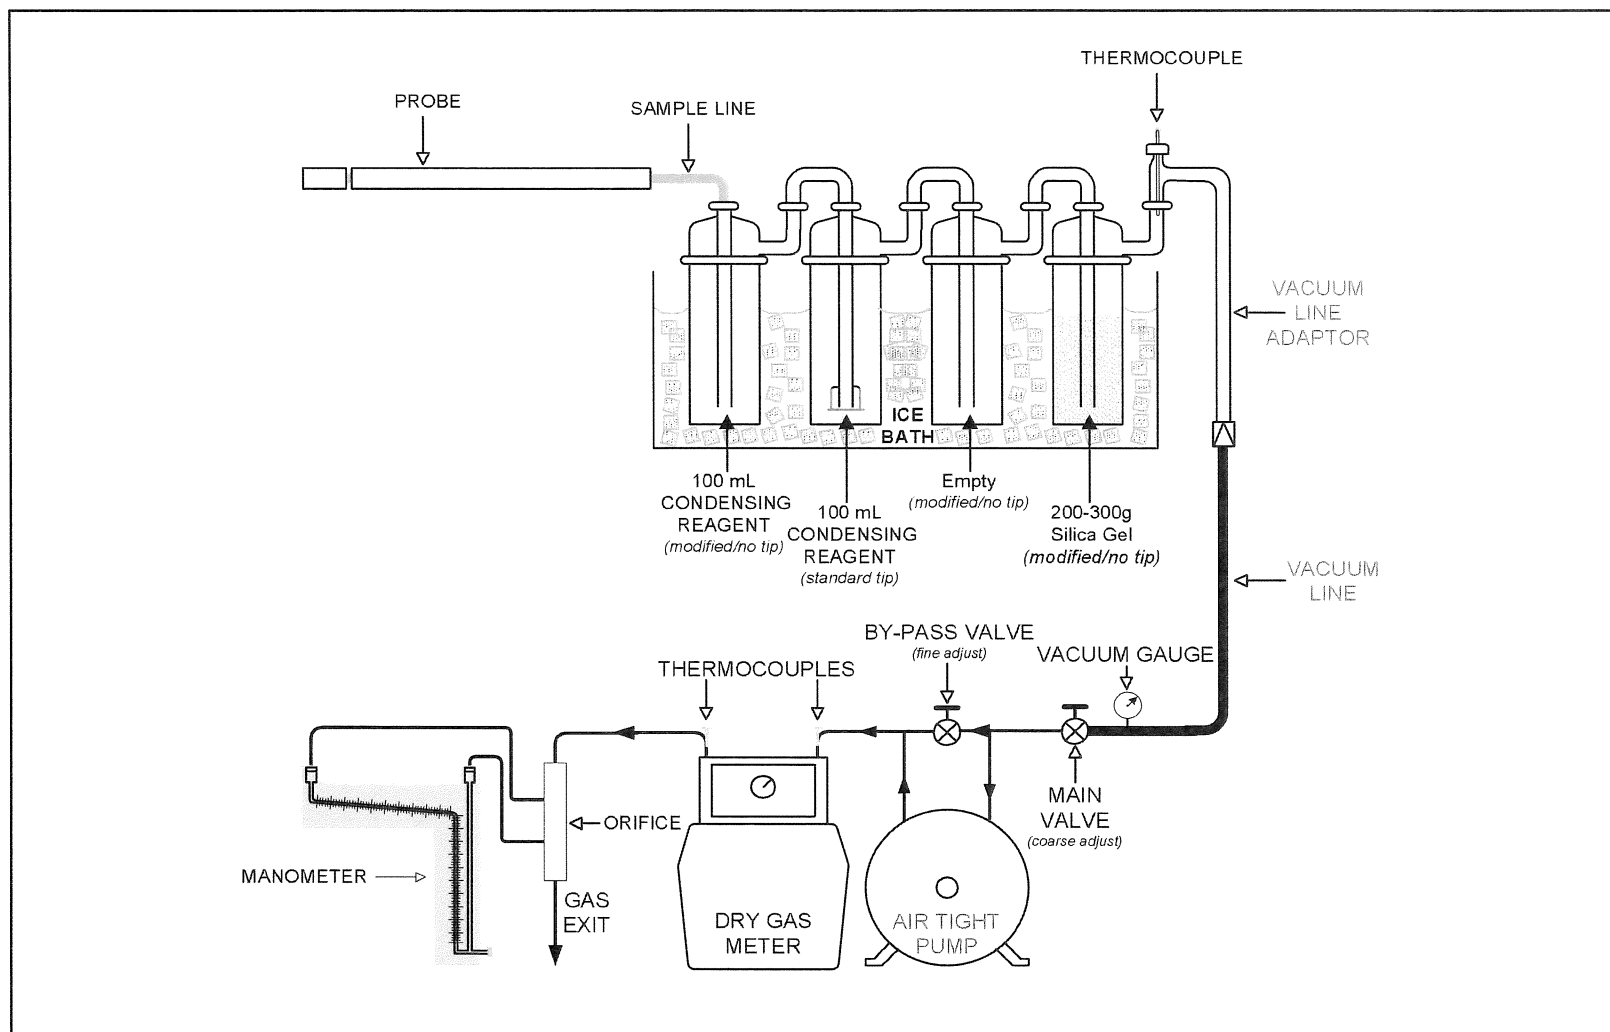 THERMOCOUPLE
PROBE
SAMPLE LINE
VACUUM
LINE
ADAPTOR
ICE
BATH
100 mL
CONDENSING
REAGENT
(modified/no tip)
100 mL
CONDENSING
REAGENT
(standard tip)
Empty
(modified/no tip)
200-300g
Silica Gel
(modified/no tip)
VACUUM
LINE
BY-PASS VALVE
(fine adjust)
VACUUM GAUGE
THERMOCOUPLES
MAIN
VALVE
(coarse adjust)
ORIFICE
MANOMETER
GAS
EXIT
DRY GAS
METER
AIR TIGHT
PUMP